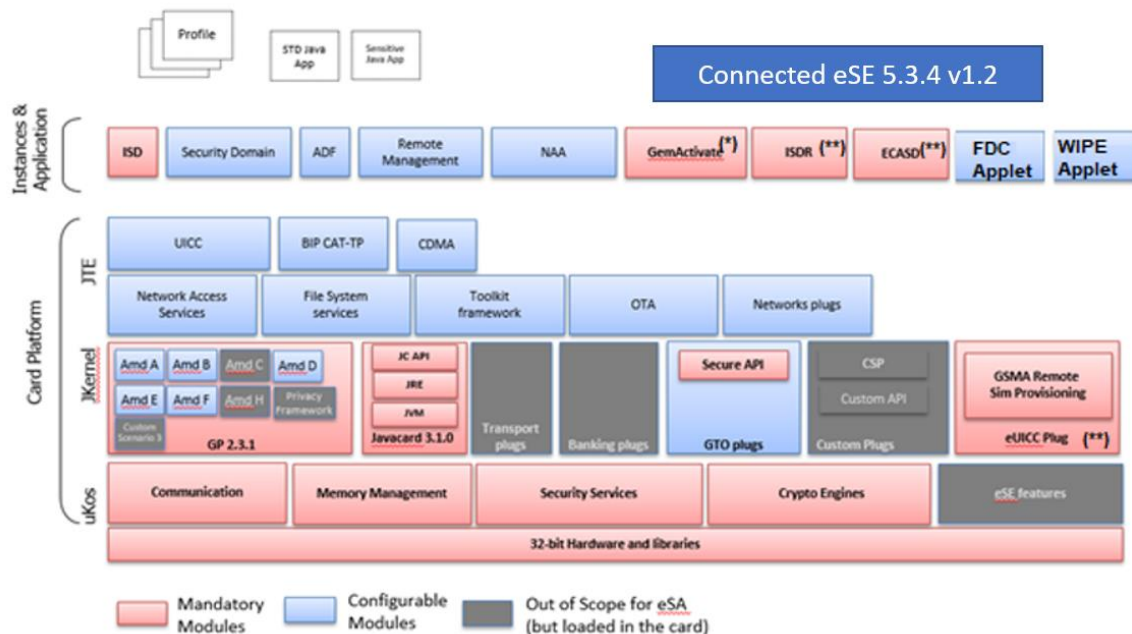 Profile
STD Java
App
Sensitive
Java App
Connected eSE 5.3.4 v1.2
Instances &
Application
ISD
Security Domain
ADF
Remote
Management
NAA
GemActivate(*)
ISDR (**)
ECASD(**)
FDC
Applet
WIPE
Applet
Card Platform
JTE
UICC
BIP CAT-TP
CDMA
Network Access
Services
File System
services
Toolkit
framework
OTA
Networks plugs
JKernel
Amd A
Amd B
Amd C
Amd D
Amd E
Amd F
Amd H
Privacy
Framework
Custom
Scenario 3
GP 2.3.1
JC API
JRE
JVM
Javacard 3.1.0
Transport
plugs
Banking plugs
Secure API
GTO plugs
CSP
Custom API
Custom Plugs
GSMA Remote
Sim Provisioning
eUICC Plug (**)
uKos
Communication
Memory Management
Security Services
Crypto Engines
eSE features
32-bit Hardware and libraries
Mandatory
Modules
Configurable
Modules
Out of Scope for eSA
(but loaded in the card)